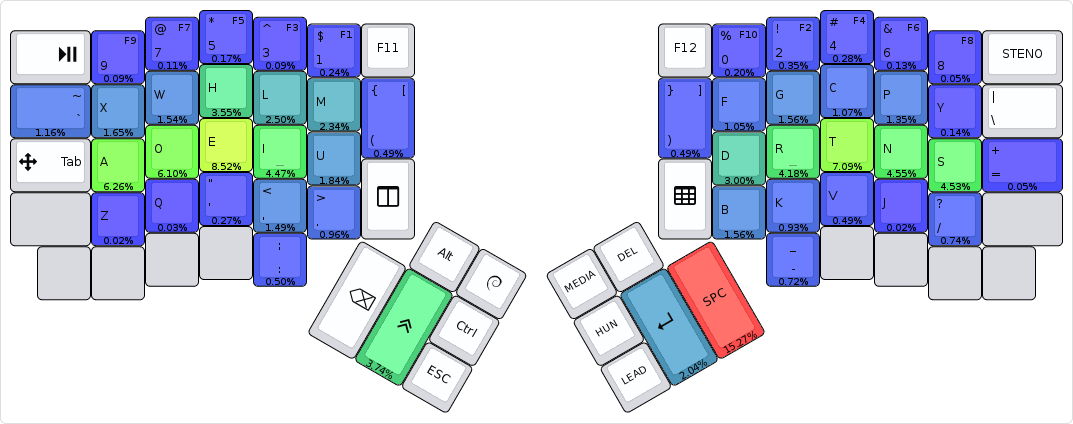 F9
9
0.09%
@ F7
7
0.11%
* F5
5
0.17%
^ F3
3
0.09%
$ F1
1
0.24%
F11
~
`
1.16%
X
1.65%
W
1.54%
H
3.55%
L
2.50%
M
2.34%
{ [
(
0.49%
Tab
A
6.26%
O
6.10%
E
8.52%
I
_
4.47%
U
1.84%
Z
0.02%
Q
0.03%
"
'
0.27%
<
,
1.49%
>
.
0.96%
:
;
0.50%
Alt
Ctrl
ESC
3.74%
F12
% F10
0
0.20%
! F2
2
0.35%
# F4
4
0.28%
& F6
6
0.13%
F8
8
0.05%
STENO
} ]
)
0.49%
F
1.05%
G
1.56%
C
1.07%
P
1.35%
Y
0.14%
|
\
D
3.00%
R
_
4.18%
T
7.09%
N
4.55%
S
4.53%
+
=
0.05%
B
1.56%
K
0.93%
V
0.49%
J
0.02%
?
/
0.74%
_
-
0.72%
MEDIA
DEL
HUN
LEAD
SPC
2.04%
15.27%